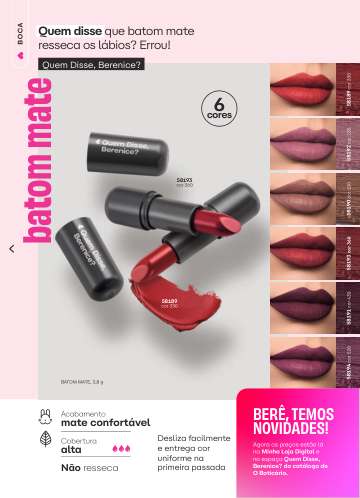 BOCA
Quem disse que batom mate
resseca os lábios? Errou!
Quem Disse, Berenice?
batom mate
6
cores
Quem Disse,
Berenice?
58193
Quem Disse,
Berenice?
58189
BATOM MATE, 3,8 g
Acabamento
mate confortável
Cobertura
alta
Não resseca
Desliza facilmente
e entrega cor
uniforme na
primeira passada
BERÊ, TEMOS
NOVIDADES!
Agora os preços estão lá
na Minha Loja Digital e
no espaço Quem Disse,
Berenice? do catálogo de
O Boticário.